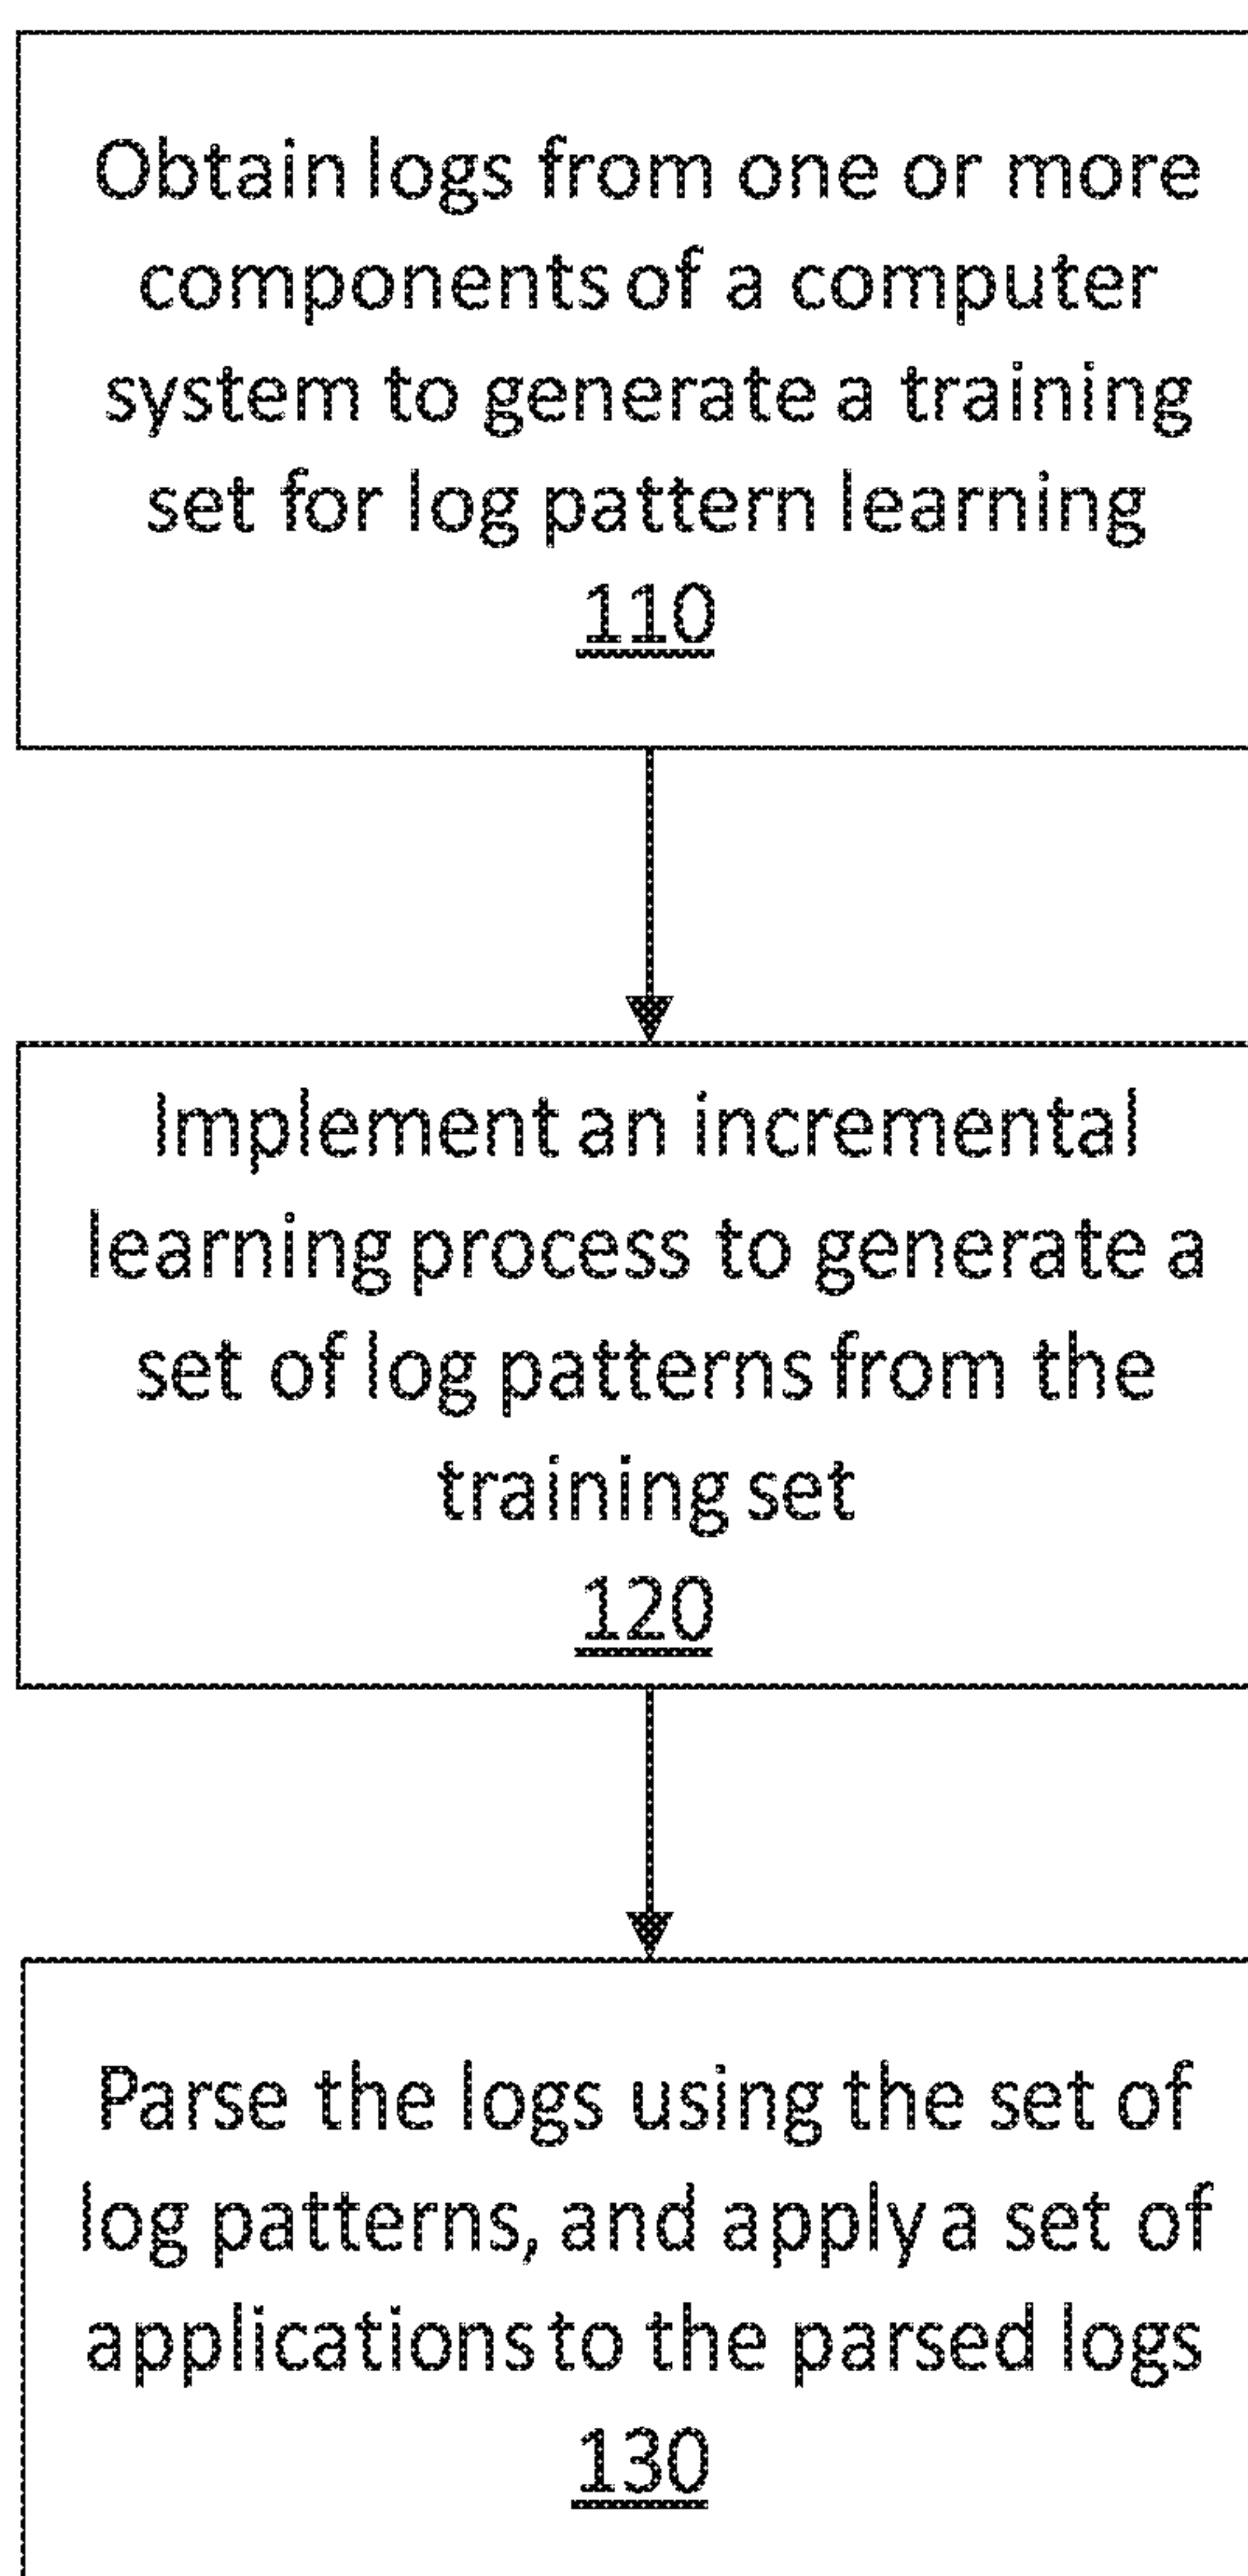 Obtain logs from one or more
components of a computer
system to generate a training
set for log pattern learning
110
Implement an incremental
learning process to generate a
set of log patterns from the
training set
120
Parse the logs using the set of
log patterns, and apply a set of
applications to the parsed logs
130